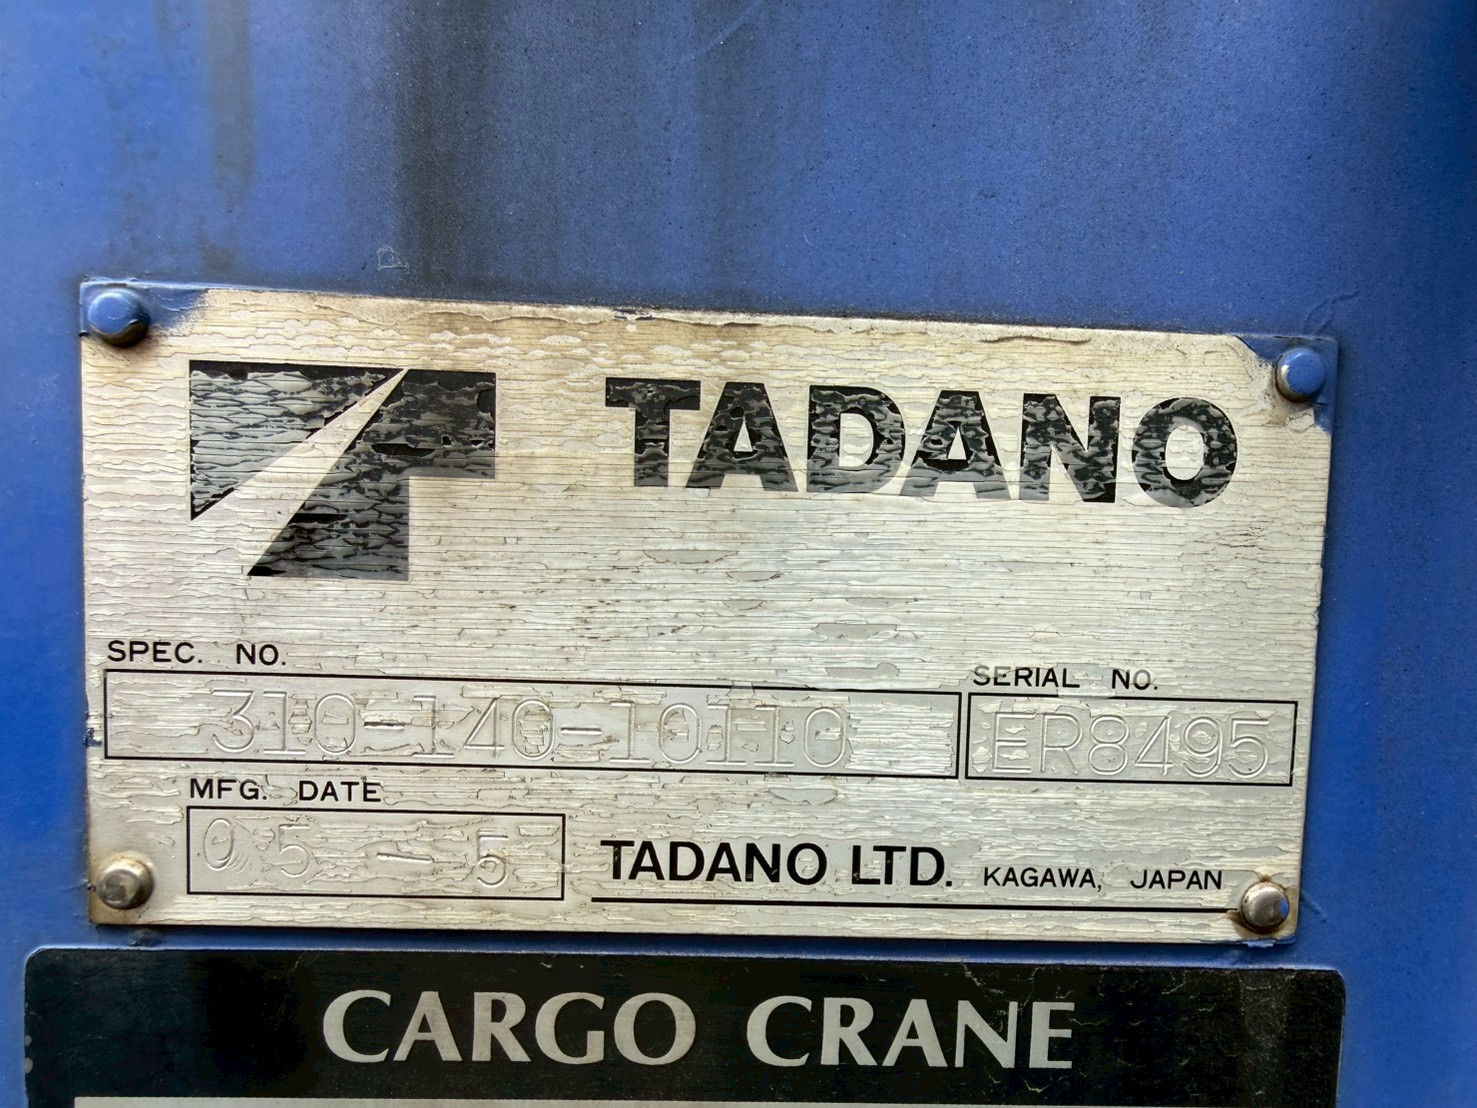 TADANO
SPEC. NO.
310-140-10110
SERIAL NO.
ER8495
MFG. DATE
05 - 5
TADANO LTD. KAGAWA, JAPAN
CARGO CRANE